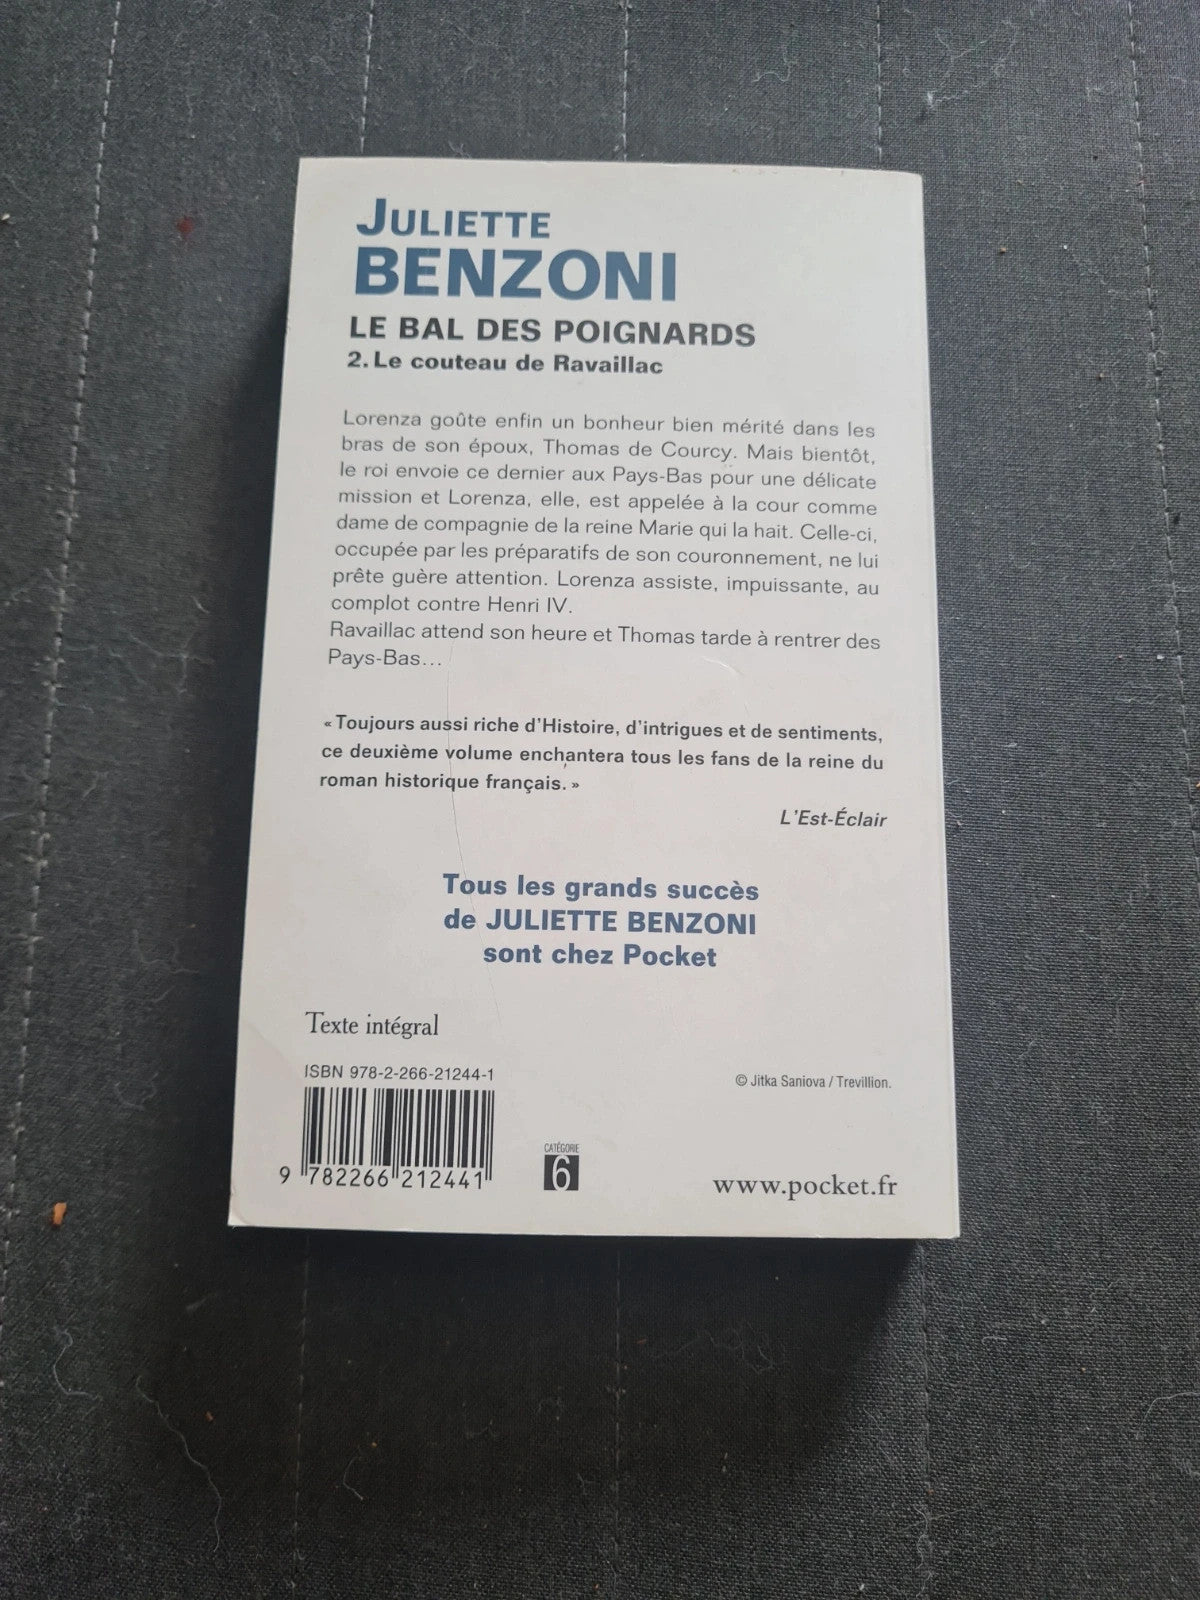 JULIETTE
BENZONI
LE BAL DES POIGNARDS
2. Le couteau de Ravaillac
Lorenza goûte enfin un bonheur bien mérité dans les
bras de son époux, Thomas de Courcy. Mais bientôt,
le roi envoie ce dernier aux Pays-Bas pour une délicate
mission et Lorenza, elle, est appelée à la cour comme
dame de compagnie de la reine Marie qui la hait. Celle-ci,
occupée par les préparatifs de son couronnement, ne lui
prête guère attention. Lorenza assiste, impuissante, au
complot contre Henri IV.
Ravaillac attend son heure et Thomas tarde à rentrer des
Pays-Bas...
« Toujours aussi riche d'Histoire, d'intrigues et de sentiments,
ce deuxième volume enchantera tous les fans de la reine du
roman historique français. »
L'Est-Éclair
Tous les grands succès
de JULIETTE BENZONI
sont chez Pocket
Texte intégral
ISBN 978-2-266-21244-1
© Jitka Saniova / Trevillion.
9 782266 212441
CATÉGORIE
6
www.pocket.fr